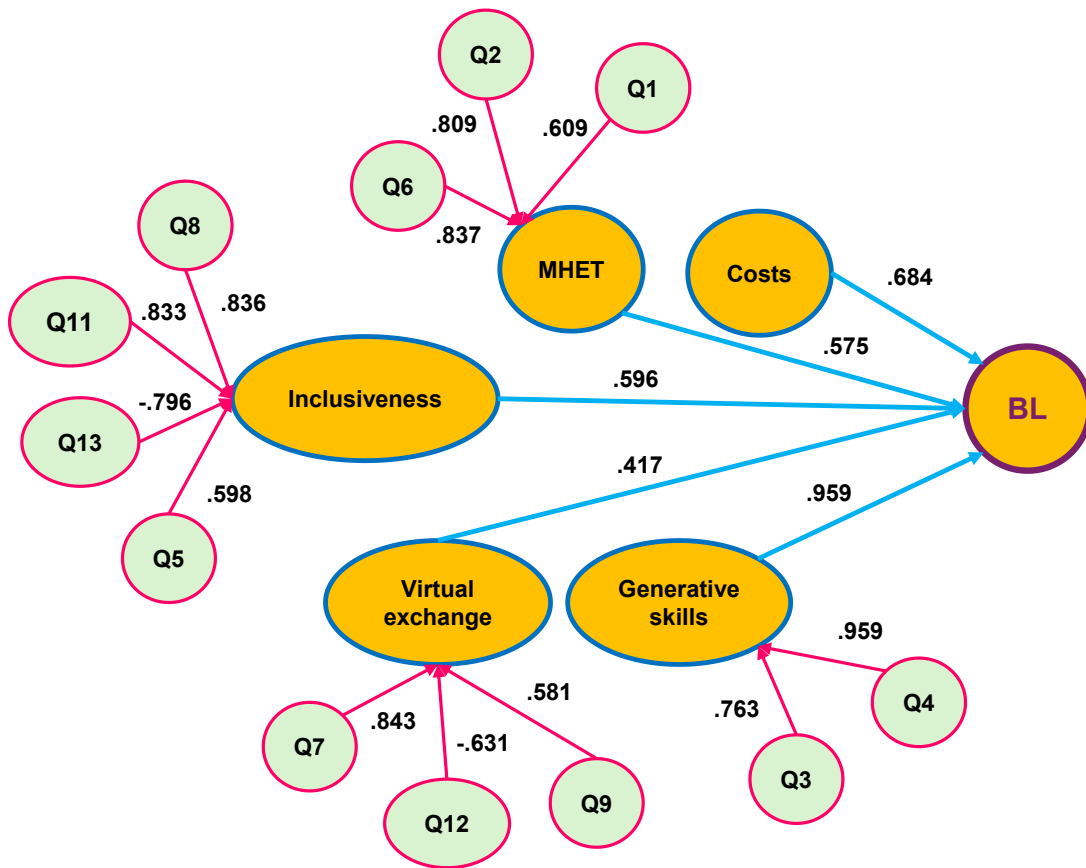 Q2
Q1
.809
.609
Q6
.837
Q8
MHET
Costs
.684
Q11
.833
.836
.575
Inclusiveness
.596
-.796
BL
Q13
.417
.959
.598
Q5
Virtual
exchange
Generative
skills
.959
.581
.763
Q4
.843
-.631
Q7
Q3
Q9
Q12